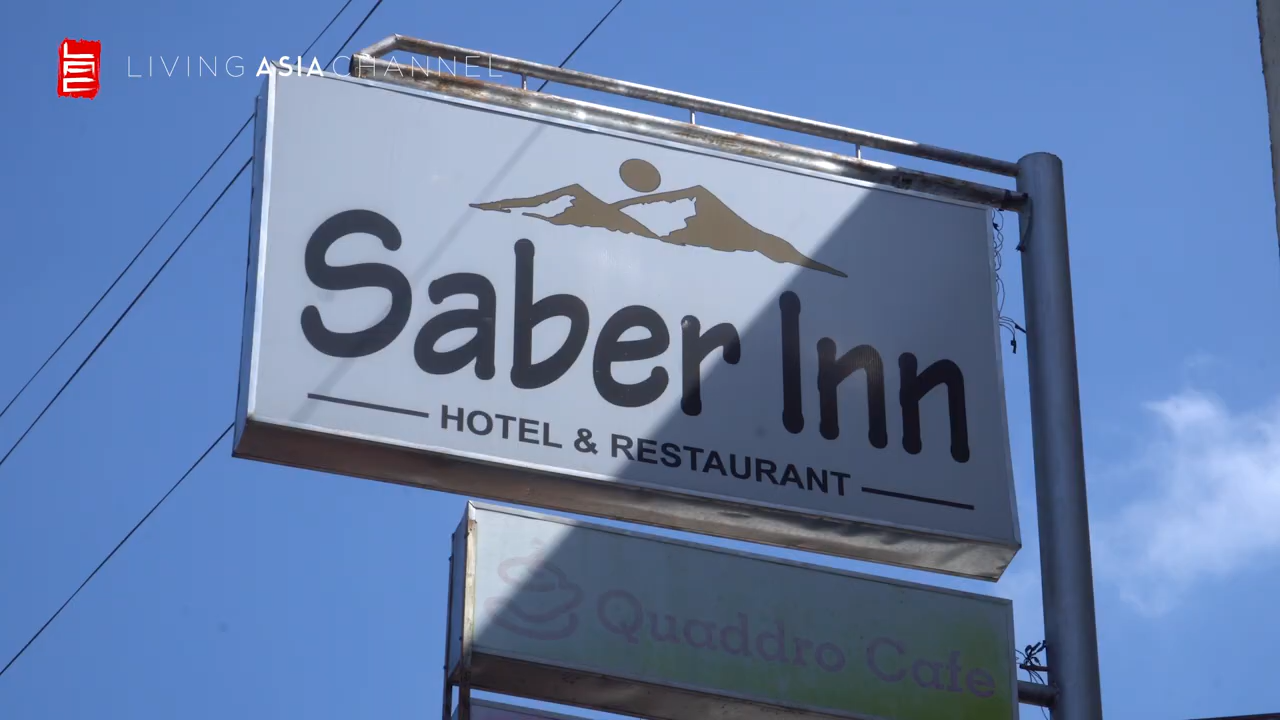 LIVING ASIA CHANNEL
Saber Inn
HOTEL & RESTAURANT
Quaddro Cafe